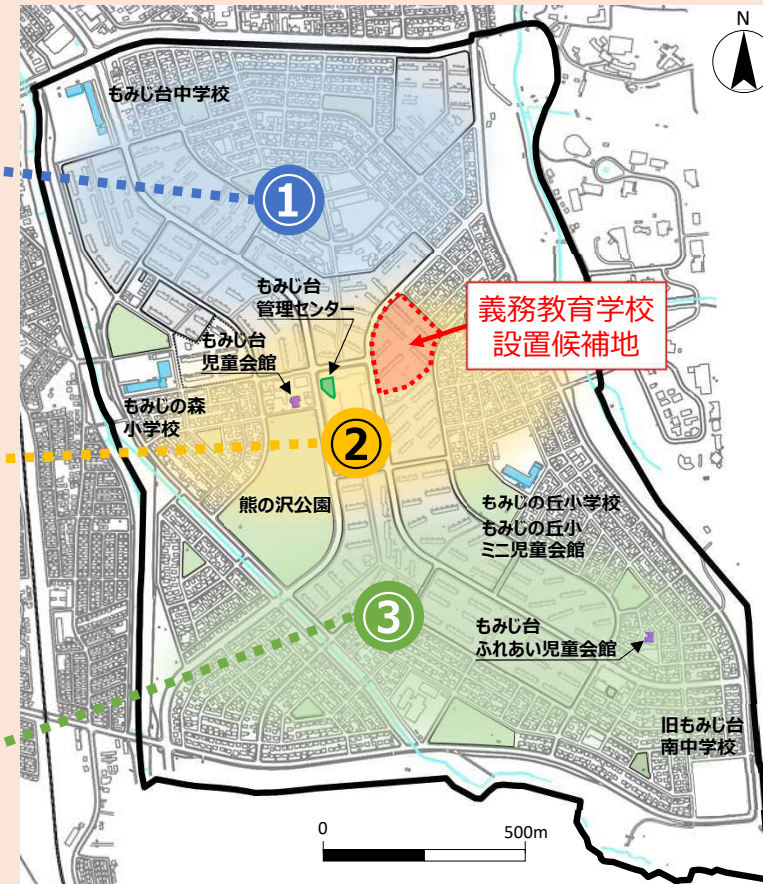 N
もみじ台中学校
①
もみじ台
管理センター
義務教育学校
設置候補地
もみじ台
児童会館
もみじの森
小学校
②
熊の沢公園
もみじの丘小学校
もみじの丘小
ミニ児童会館
③
もみじ台
ふれあい児童会館
旧もみじ台
南中学校
0
500m